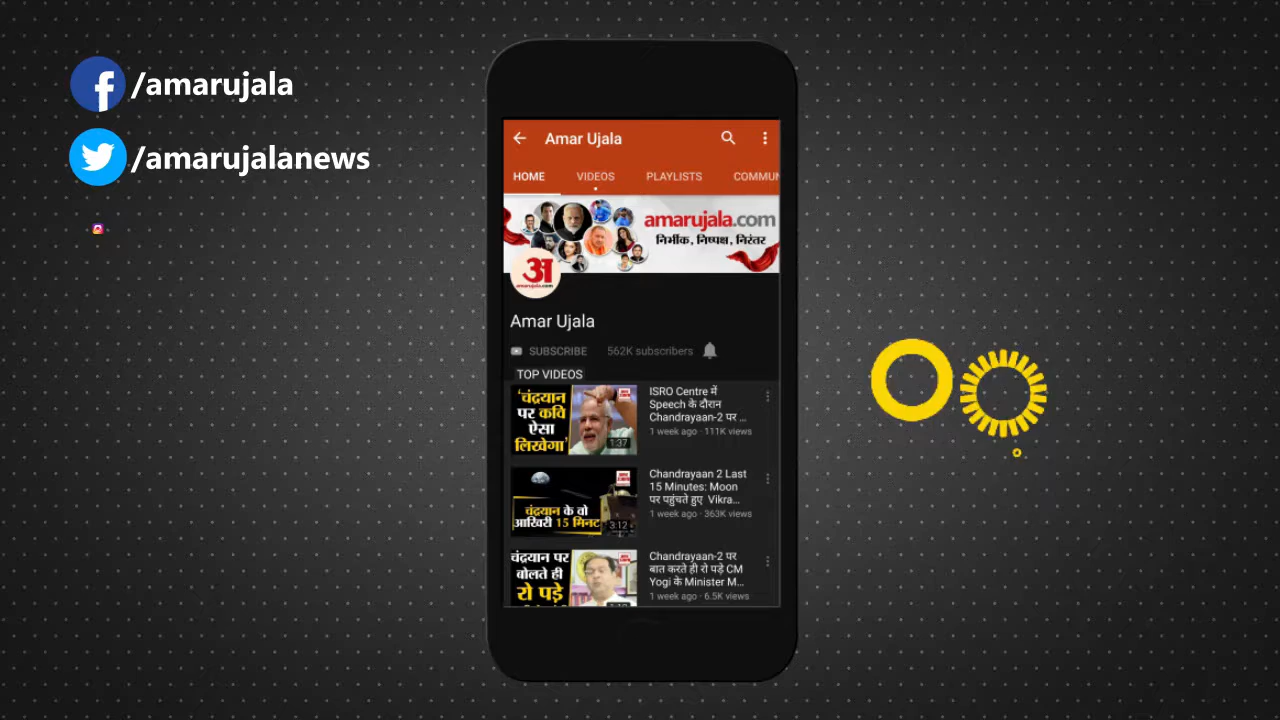 /amarujala
/amarujalanews
Amar Ujala
HOME VIDEOS PLAYLISTS COMMUN
amarujala.com
निर्भीक, निष्पक्ष, निरंतर
अ
amarujala.com
Amar Ujala
SUBSCRIBE 562K subscribers
TOP VIDEOS
'चंद्रयान
पर कवि
ऐसा
लिखेगा'
1:37
ISRO Centre में
Speech के दौरान
Chandrayaan-2 पर ...
1 week ago · 111K views
चंद्रयान के वो
आखिरी 15 मिनट
3:12
Chandrayaan 2 Last
15 Minutes: Moon
पर पहुंचते हुए Vikra...
1 week ago · 363K views
चंद्रयान पर
बोलते ही
रो पड़े
Chandrayaan-2 पर
बात करते ही रो पड़े CM
Yogi के Minister M...
1 week ago · 6.5K views